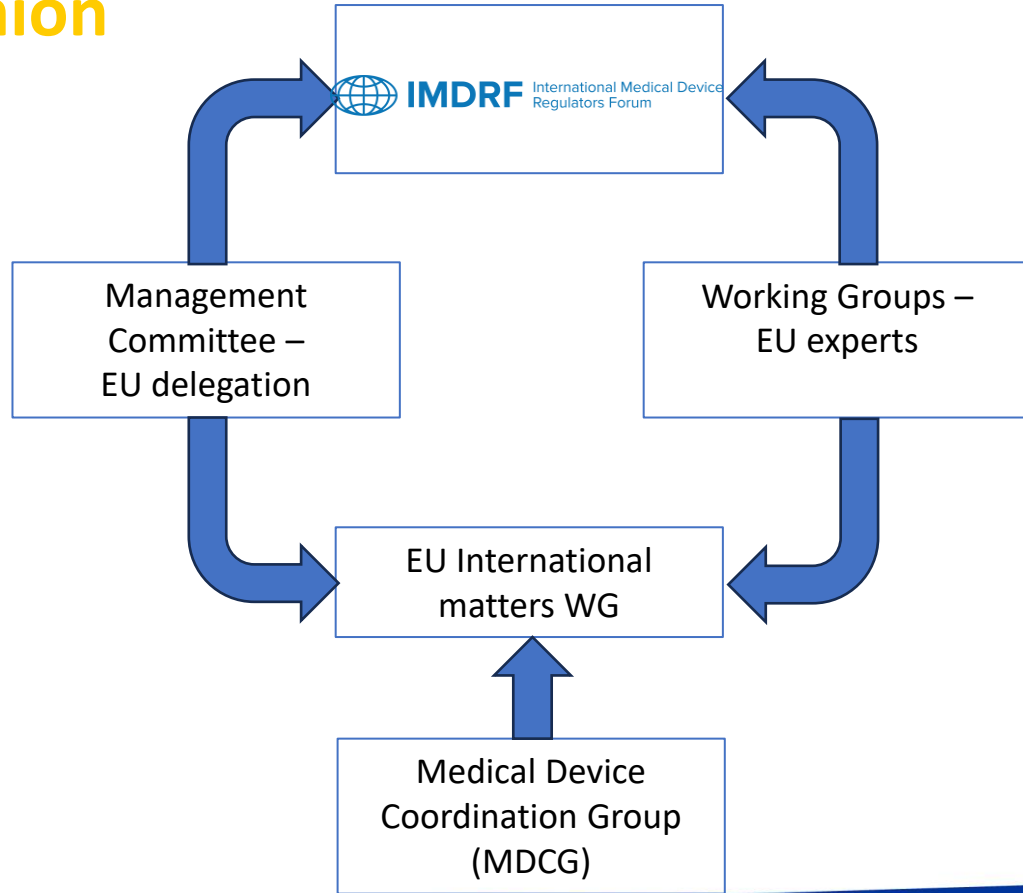 IMDRF International Medical Device
Regulators Forum
Management
Committee –
EU delegation
Working Groups –
EU experts
EU International
matters WG
Medical Device
Coordination Group
(MDCG)